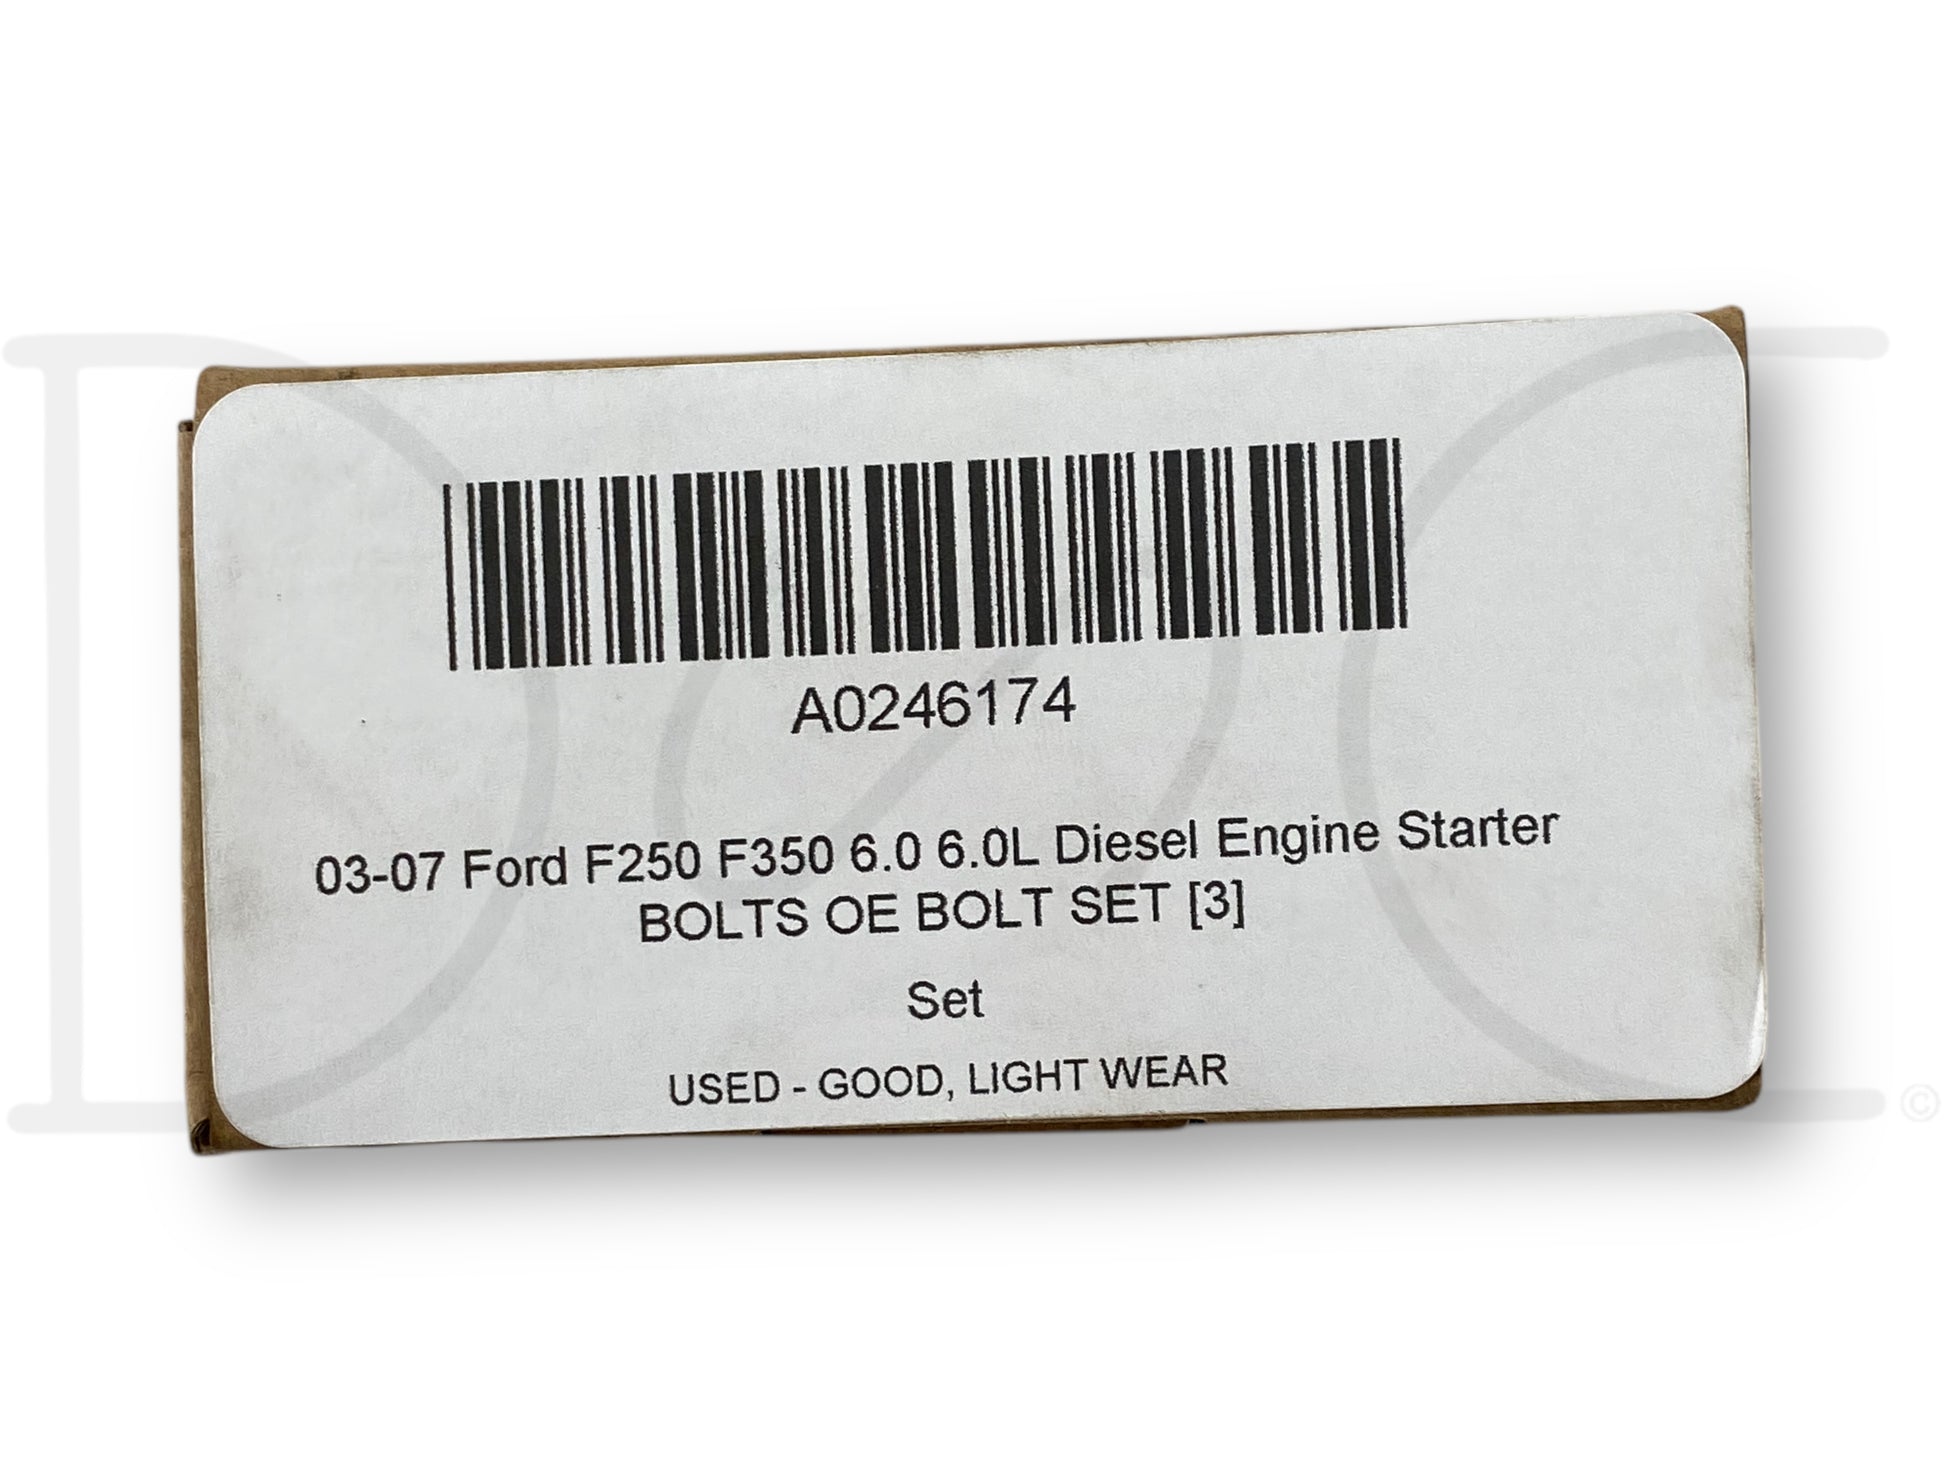 A0246174
03-07 Ford F250 F350 6.0 6.0L Diesel Engine Starter
BOLTS OE BOLT SET [3]
Set
USED - GOOD, LIGHT WEAR
DOC
©